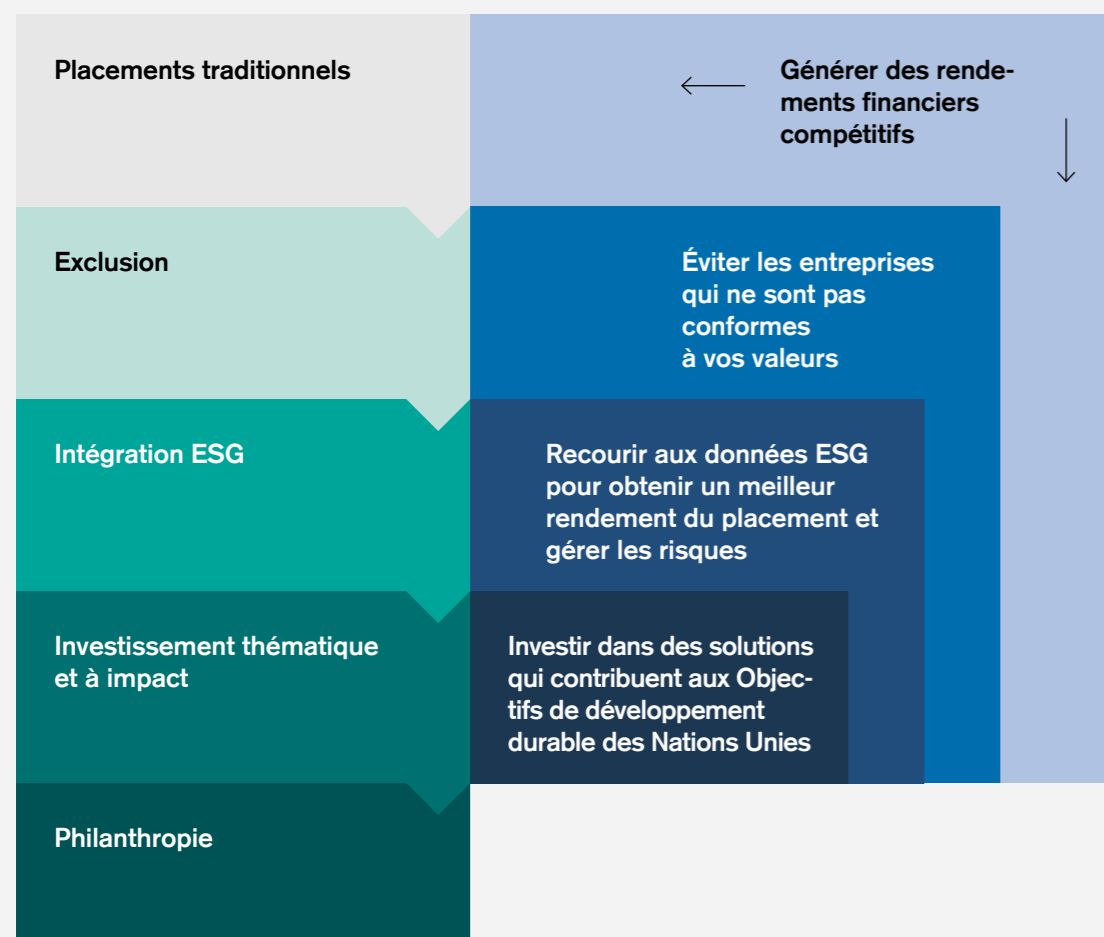 Placements traditionnels
Générer des rende-
ments financiers
compétitifs
Exclusion
Éviter les entreprises
qui ne sont pas
conformes
à vos valeurs
Intégration ESG
Recourir aux données ESG
pour obtenir un meilleur
rendement du placement et
gérer les risques
Investissement thématique
et à impact
Investir dans des solutions
qui contribuent aux Objec-
tifs de développement
durable des Nations Unies
Philanthropie